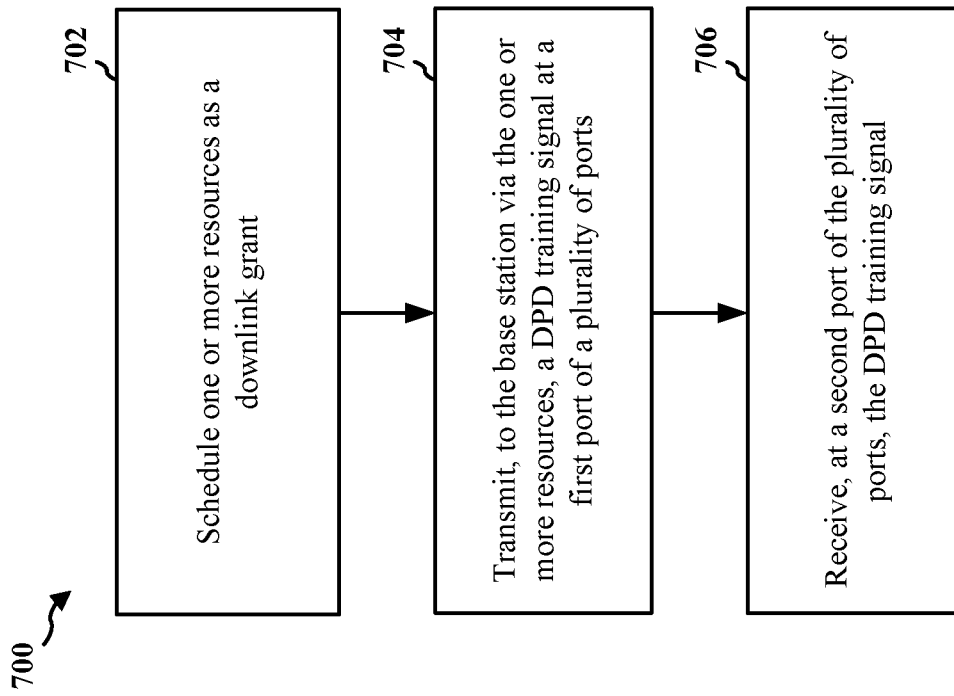 700
702
Schedule one or more resources as a
downlink grant
704
Transmit, to the base station via the one or
more resources, a DPD training signal at a
first port of a plurality of ports
706
Receive, at a second port of the plurality of
ports, the DPD training signal